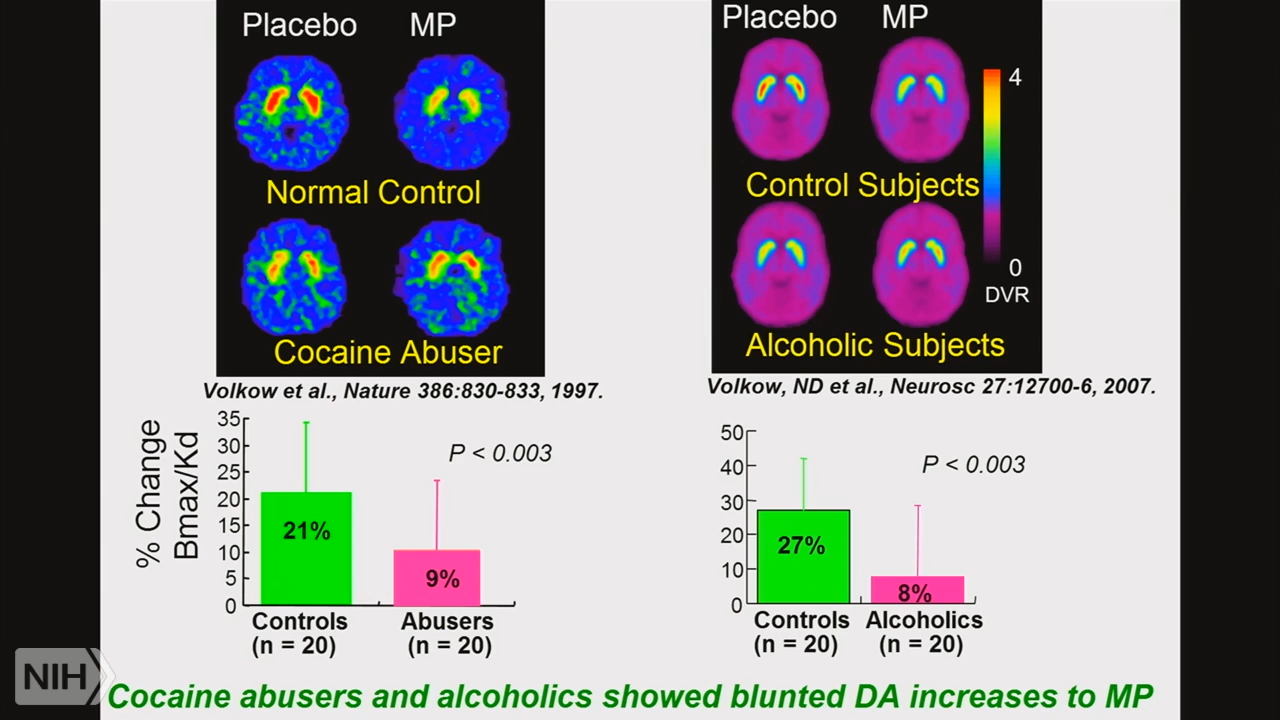 Placebo MP
Normal Control
Cocaine Abuser
Volkow et al., Nature 386:830-833, 1997.
Placebo MP
4
Control Subjects
0
DVR
Alcoholic Subjects
Volkow, ND et al., Neurosc 27:12700-6, 2007.
% Change
Bmax/Kd
35
30
25
20
15
10
5
0
P < 0.003
21%
9%
Controls Abusers
(n = 20) (n = 20)
50
40
30
20
10
0
P < 0.003
27%
8%
Controls Alcoholics
(n = 20) (n = 20)
NIH
Cocaine abusers and alcoholics showed blunted DA increases to MP